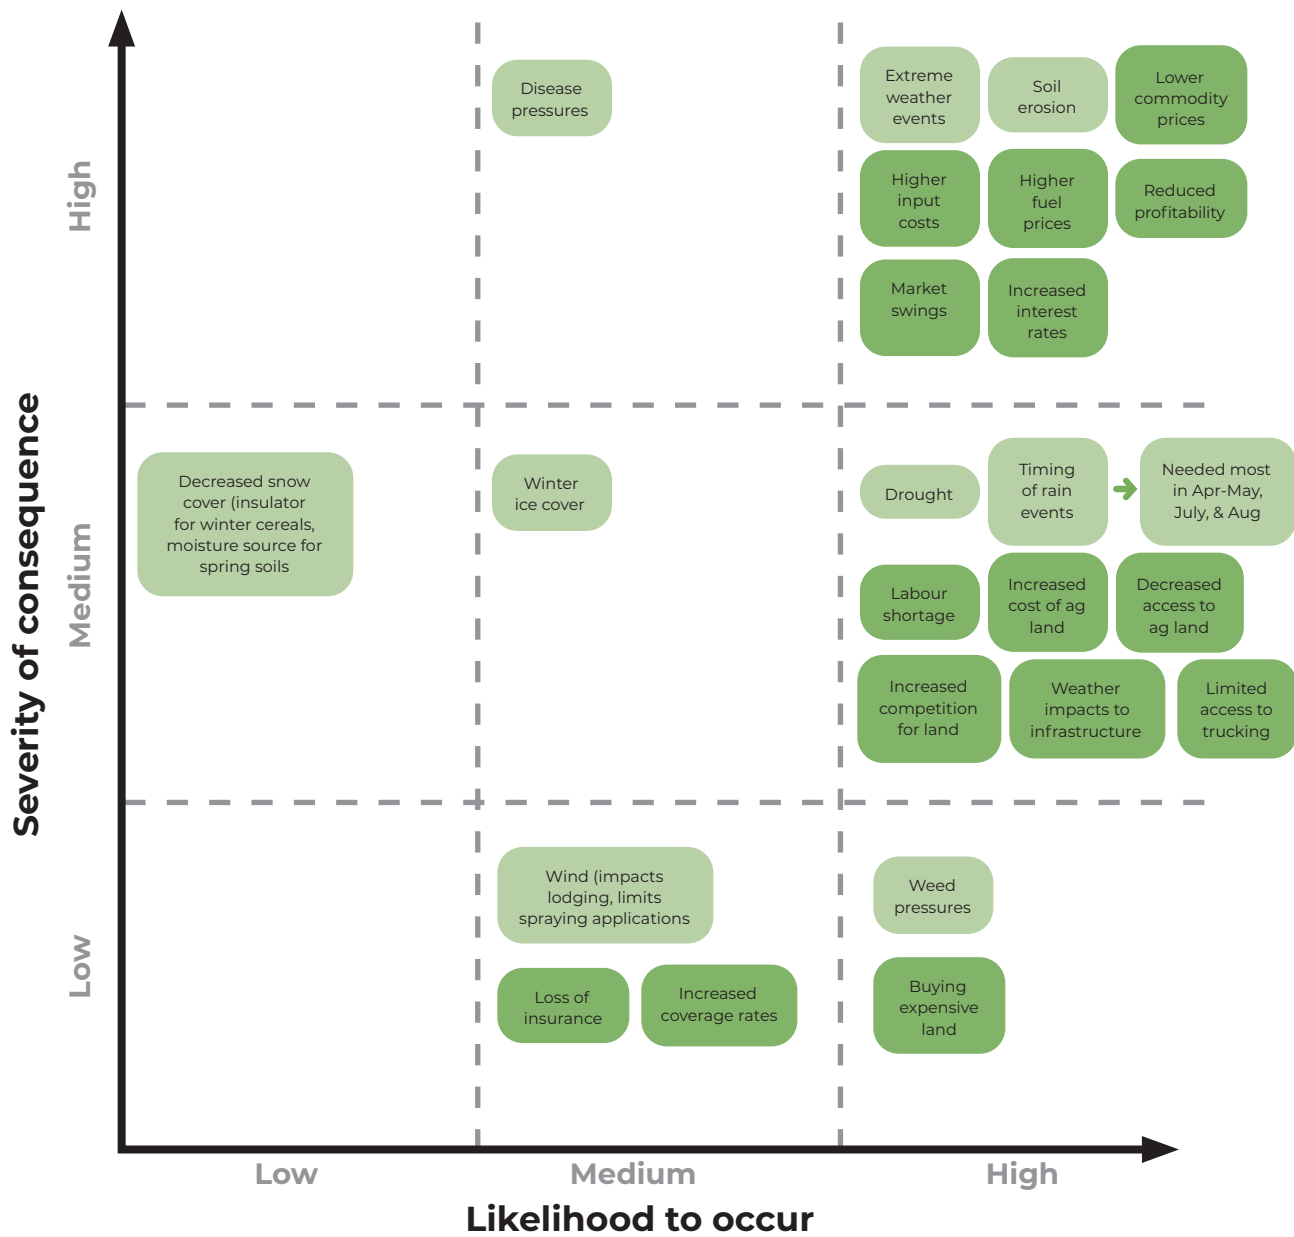 Severity of consequence
High
Medium
Low
Disease
pressures
Extreme
weather
events
Soil
erosion
Lower
commodity
prices
Higher
input
costs
Higher
fuel
prices
Reduced
profitability
Market
swings
Increased
interest
rates
Decreased snow
cover (insulator
for winter cereals,
moisture source for
spring soils
Winter
ice cover
Drought
Timing
of rain
events
Needed most
in Apr-May,
July, & Aug
Labour
shortage
Increased
cost of ag
land
Decreased
access to
ag land
Increased
competition
for land
Weather
impacts to
infrastructure
Limited
access to
trucking
Wind (impacts
lodging, limits
spraying applications
Weed
pressures
Loss of
insurance
Increased
coverage rates
Buying
expensive
land
Low
Medium
High
Likelihood to occur